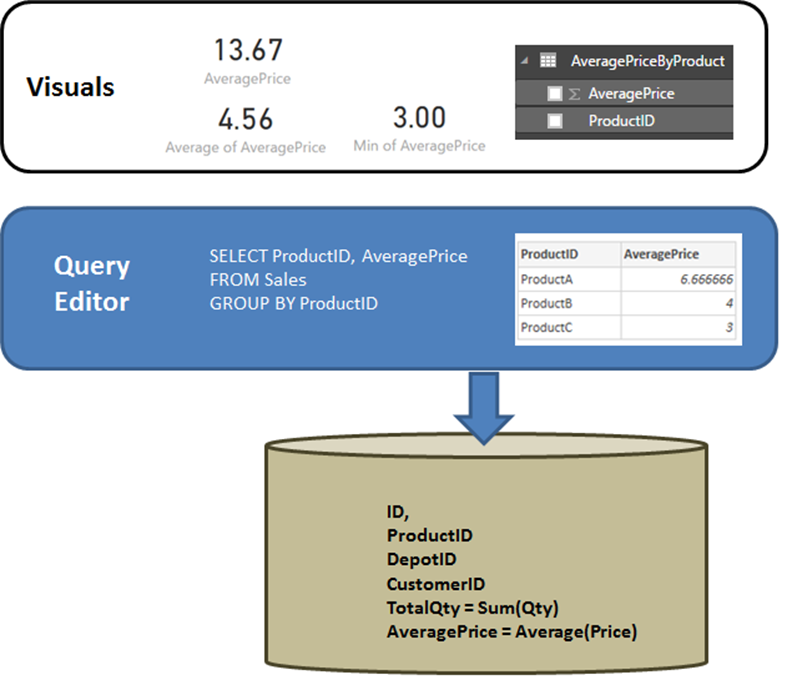 Visuals
13.67
AveragePrice
4.56
Average of AveragePrice
3.00
Min of AveragePrice
AveragePriceByProduct
Σ AveragePrice
ProductID
Query
Editor
SELECT ProductID, AveragePrice
FROM Sales
GROUP BY ProductID
ProductID AveragePrice
ProductA 6.666666
ProductB 4
ProductC 3
ID,
ProductID
DepotID
CustomerID
TotalQty = Sum(Qty)
AveragePrice = Average(Price)